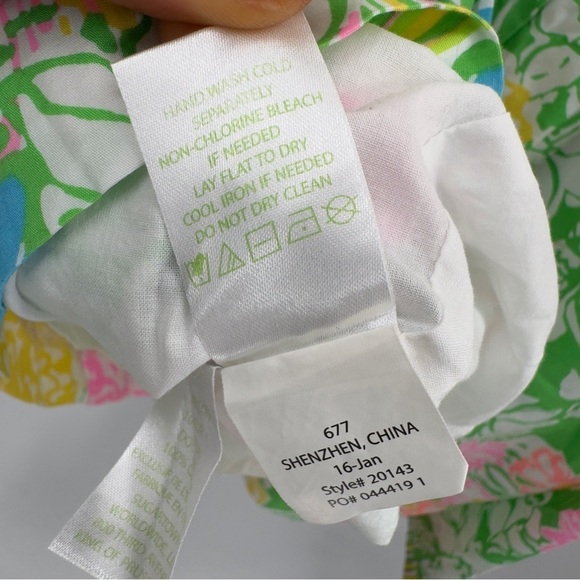 HAND WASH COLD
SEPARATELY
NON-CHLORINE BLEACH
IF NEEDED
LAY FLAT TO DRY
COOL IRON IF NEEDED
DO NOT DRY CLEAN
677
SHENZHEN, CHINA
16-Jan
Style# 20143
PO# 044419 1